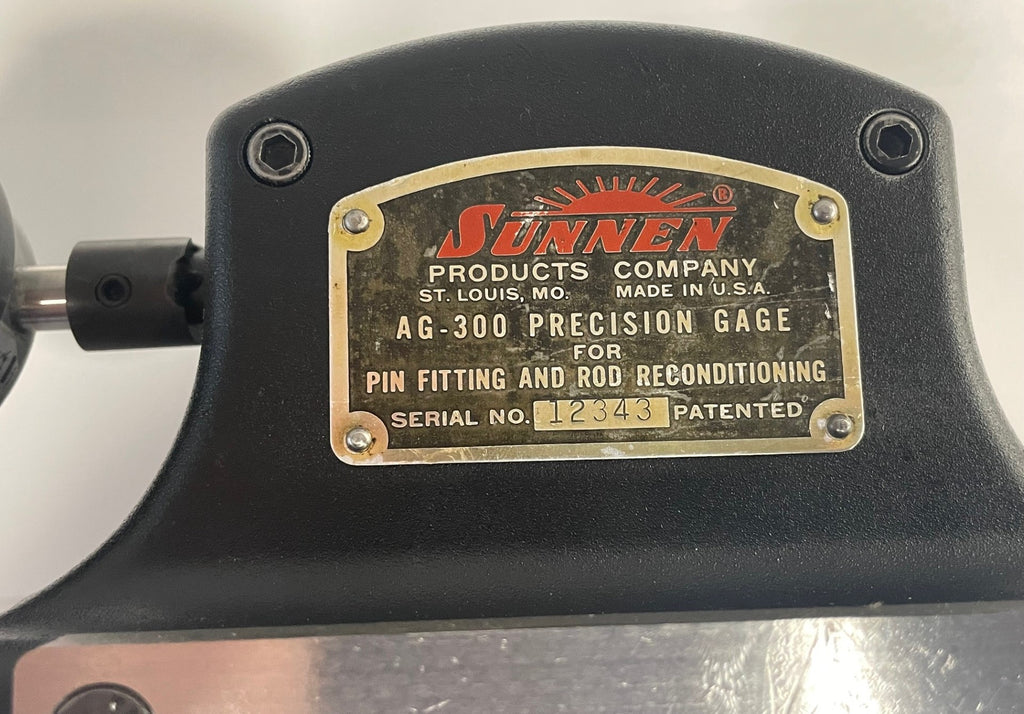 SUNNEN ®
PRODUCTS COMPANY
ST. LOUIS, MO. MADE IN U.S.A.
AG-300 PRECISION GAGE
FOR
PIN FITTING AND ROD RECONDITIONING
SERIAL NO. 12343 PATENTED